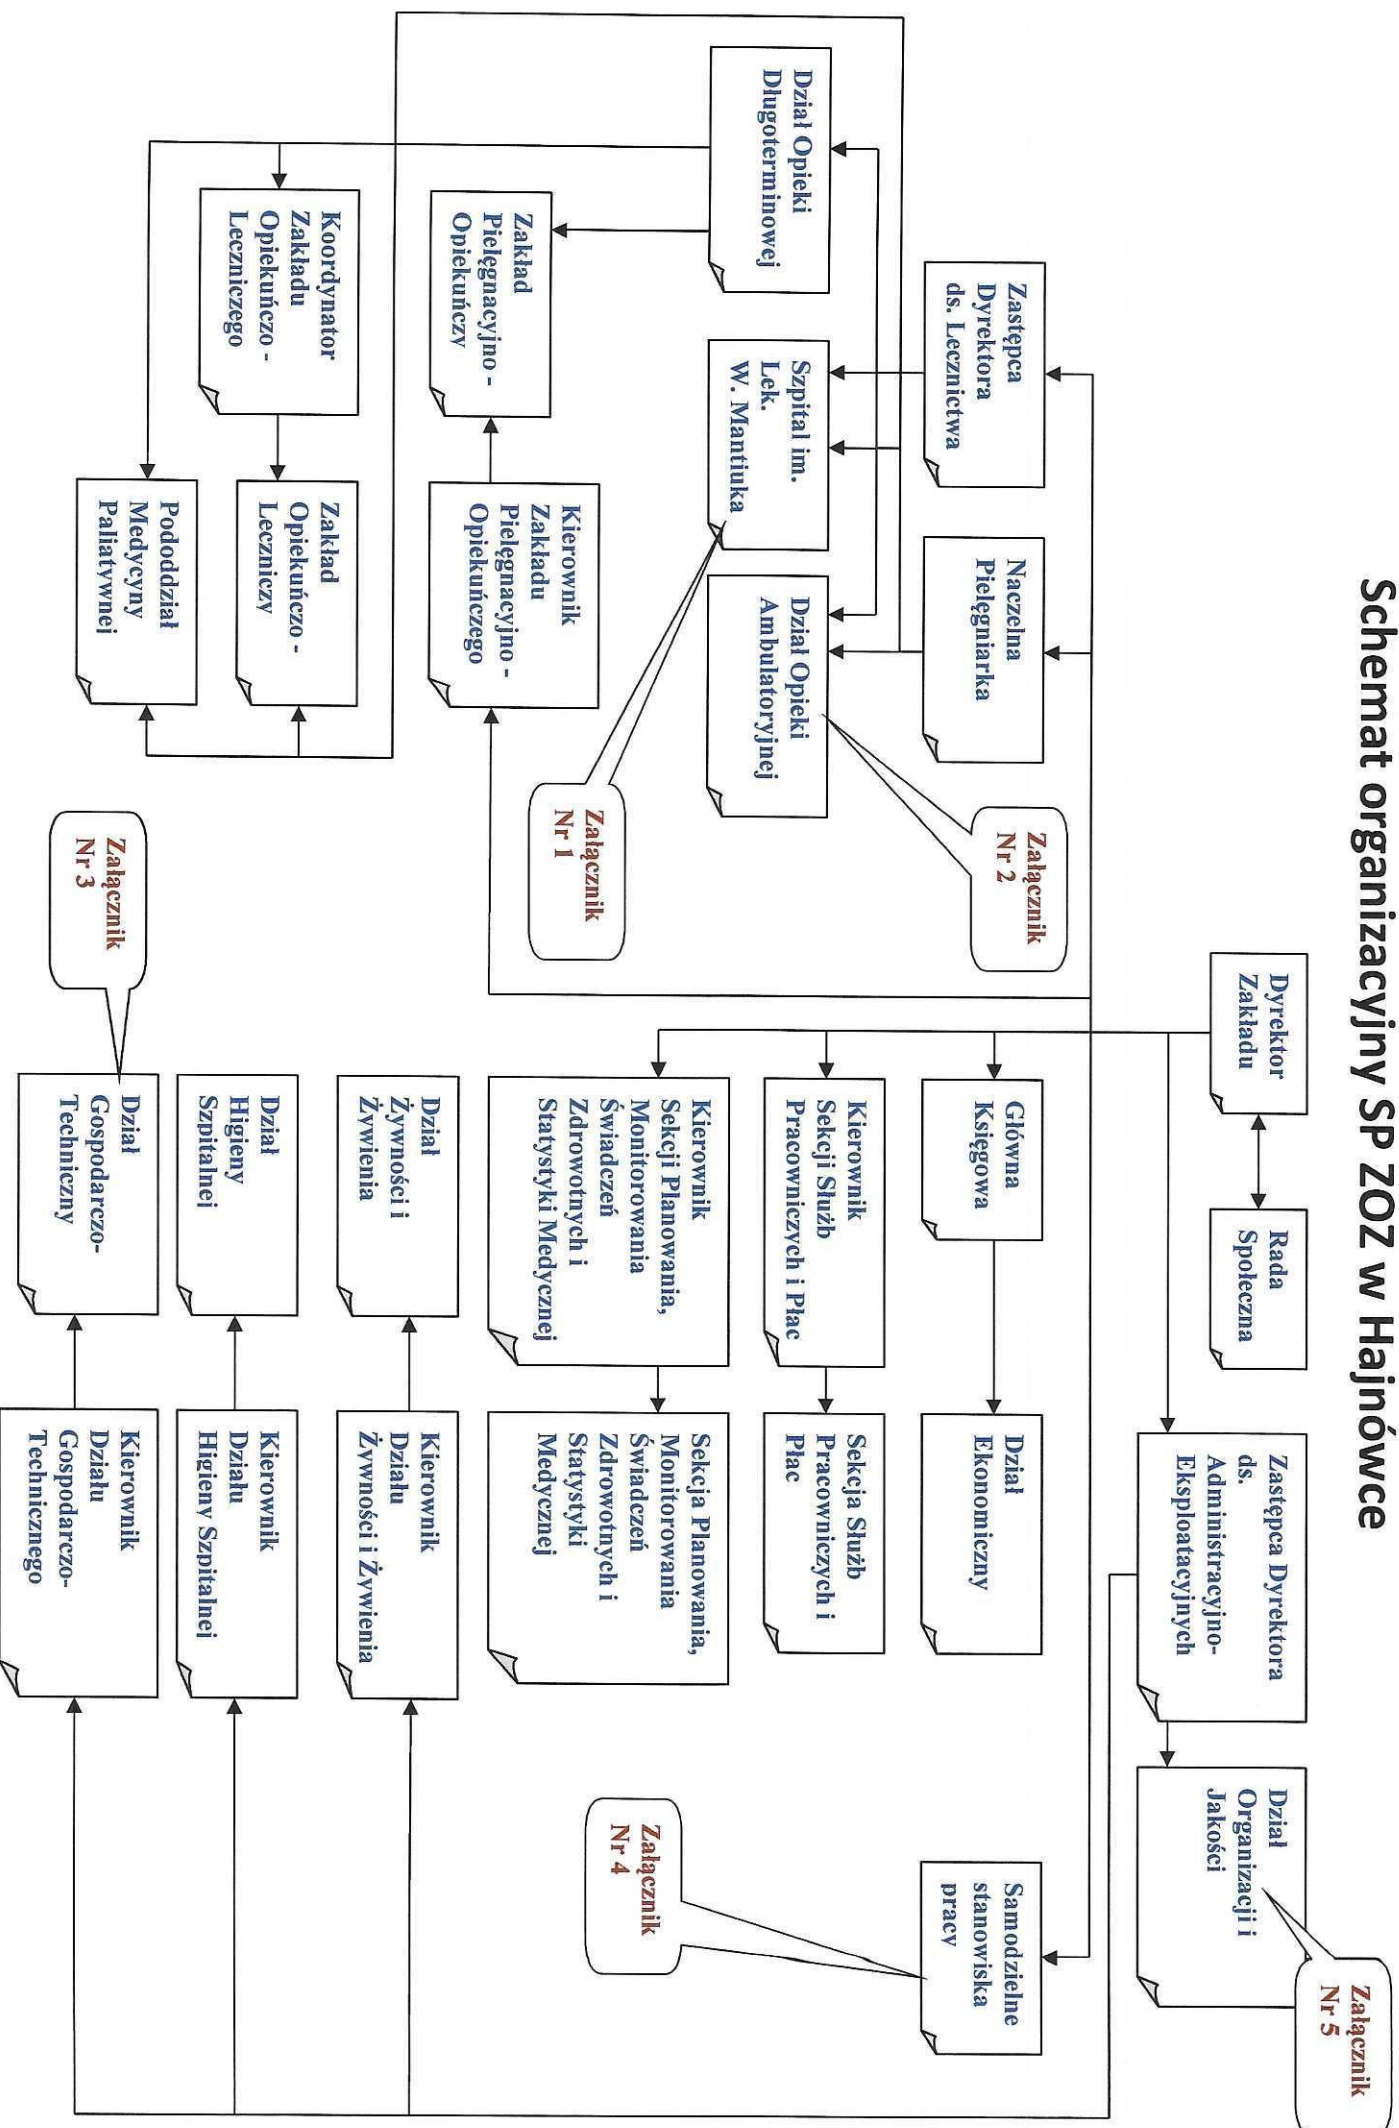 Schemat organizacyjny SP ZOZ w Hajnówce
Dyrektor
Zakładu
Rada
Społeczna
Zastępca Dyrektora
ds.
Administracyjno-
Eksploatacyjnych
Dział
Organizacji i
Jakości
Załącznik
Nr 5
Zastępca
Dyrektora
ds. Lecznictwa
Naczelna
Pielęgniarka
Załącznik
Nr 2
Główna
Księgowa
Dział
Ekonomiczny
Samodzielne
stanowiska
pracy
Dział Opieki
Długoterminowej
Szpital im.
Lek.
W. Mantiuka
Dział Opieki
Ambulatoryjnej
Kierownik
Sekcji Służb
Pracowniczych i Płac
Sekcja Służb
Pracowniczych i
Płac
Załącznik
Nr 4
Załącznik
Nr 1
Zakład
Pielęgnacyjno -
Opiekuńczy
Kierownik
Zakładu
Pielęgnacyjno -
Opiekuńczego
Kierownik
Sekcji Planowania,
Monitorowania
Świadczeń
Zdrowotnych i
Statystyki Medycznej
Sekcja Planowania,
Monitorowania
Świadczeń
Zdrowotnych i
Statystyki
Medycznej
Koordynator
Zakładu
Opiekuńczo -
Leczniczego
Zakład
Opiekuńczo -
Leczniczy
Dział
Żywności i
Żywienia
Kierownik
Działu
Żywności i Żywienia
Pododdział
Medycyny
Paliatywnej
Dział
Higieny
Szpitalnej
Kierownik
Działu
Higieny Szpitalnej
Załącznik
Nr 3
Dział
Gospodarczo-
Techniczny
Kierownik
Działu
Gospodarczo-
Technicznego